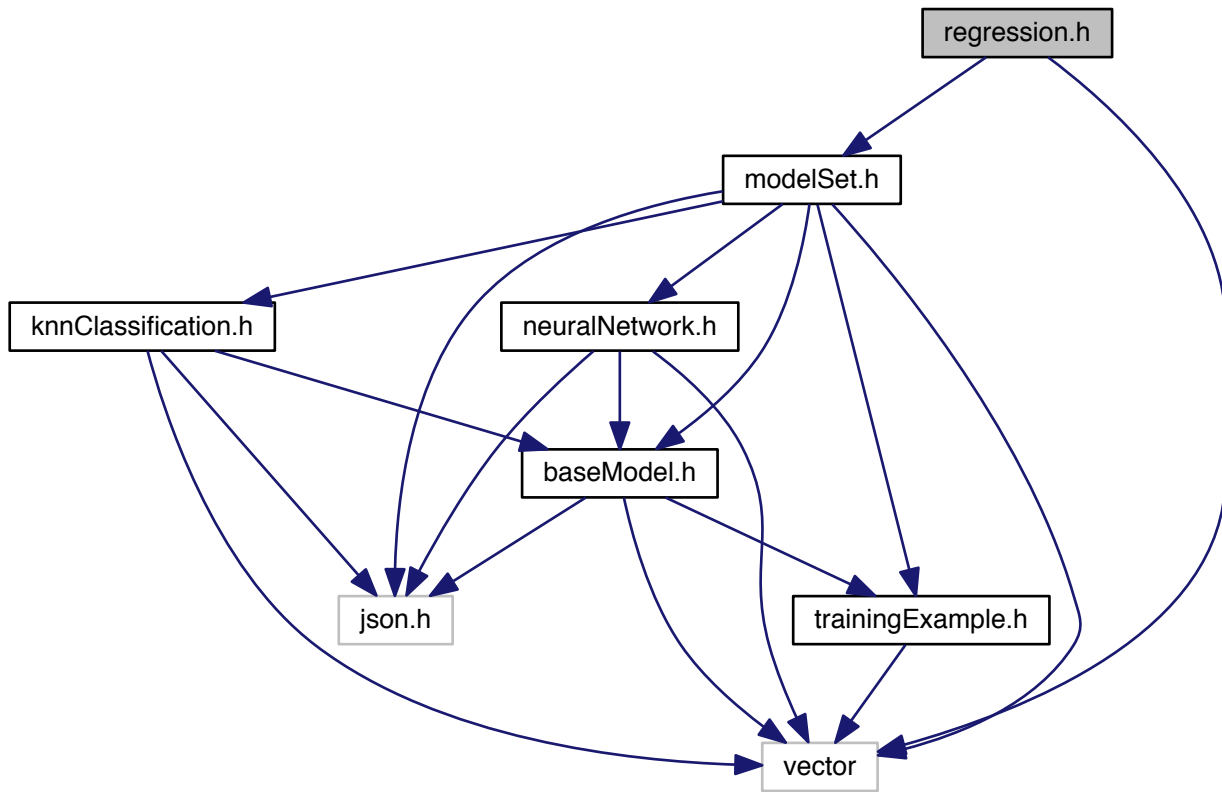 regression.h
modelSet.h
knnClassification.h
neuralNetwork.h
baseModel.h
json.h
trainingExample.h
vector